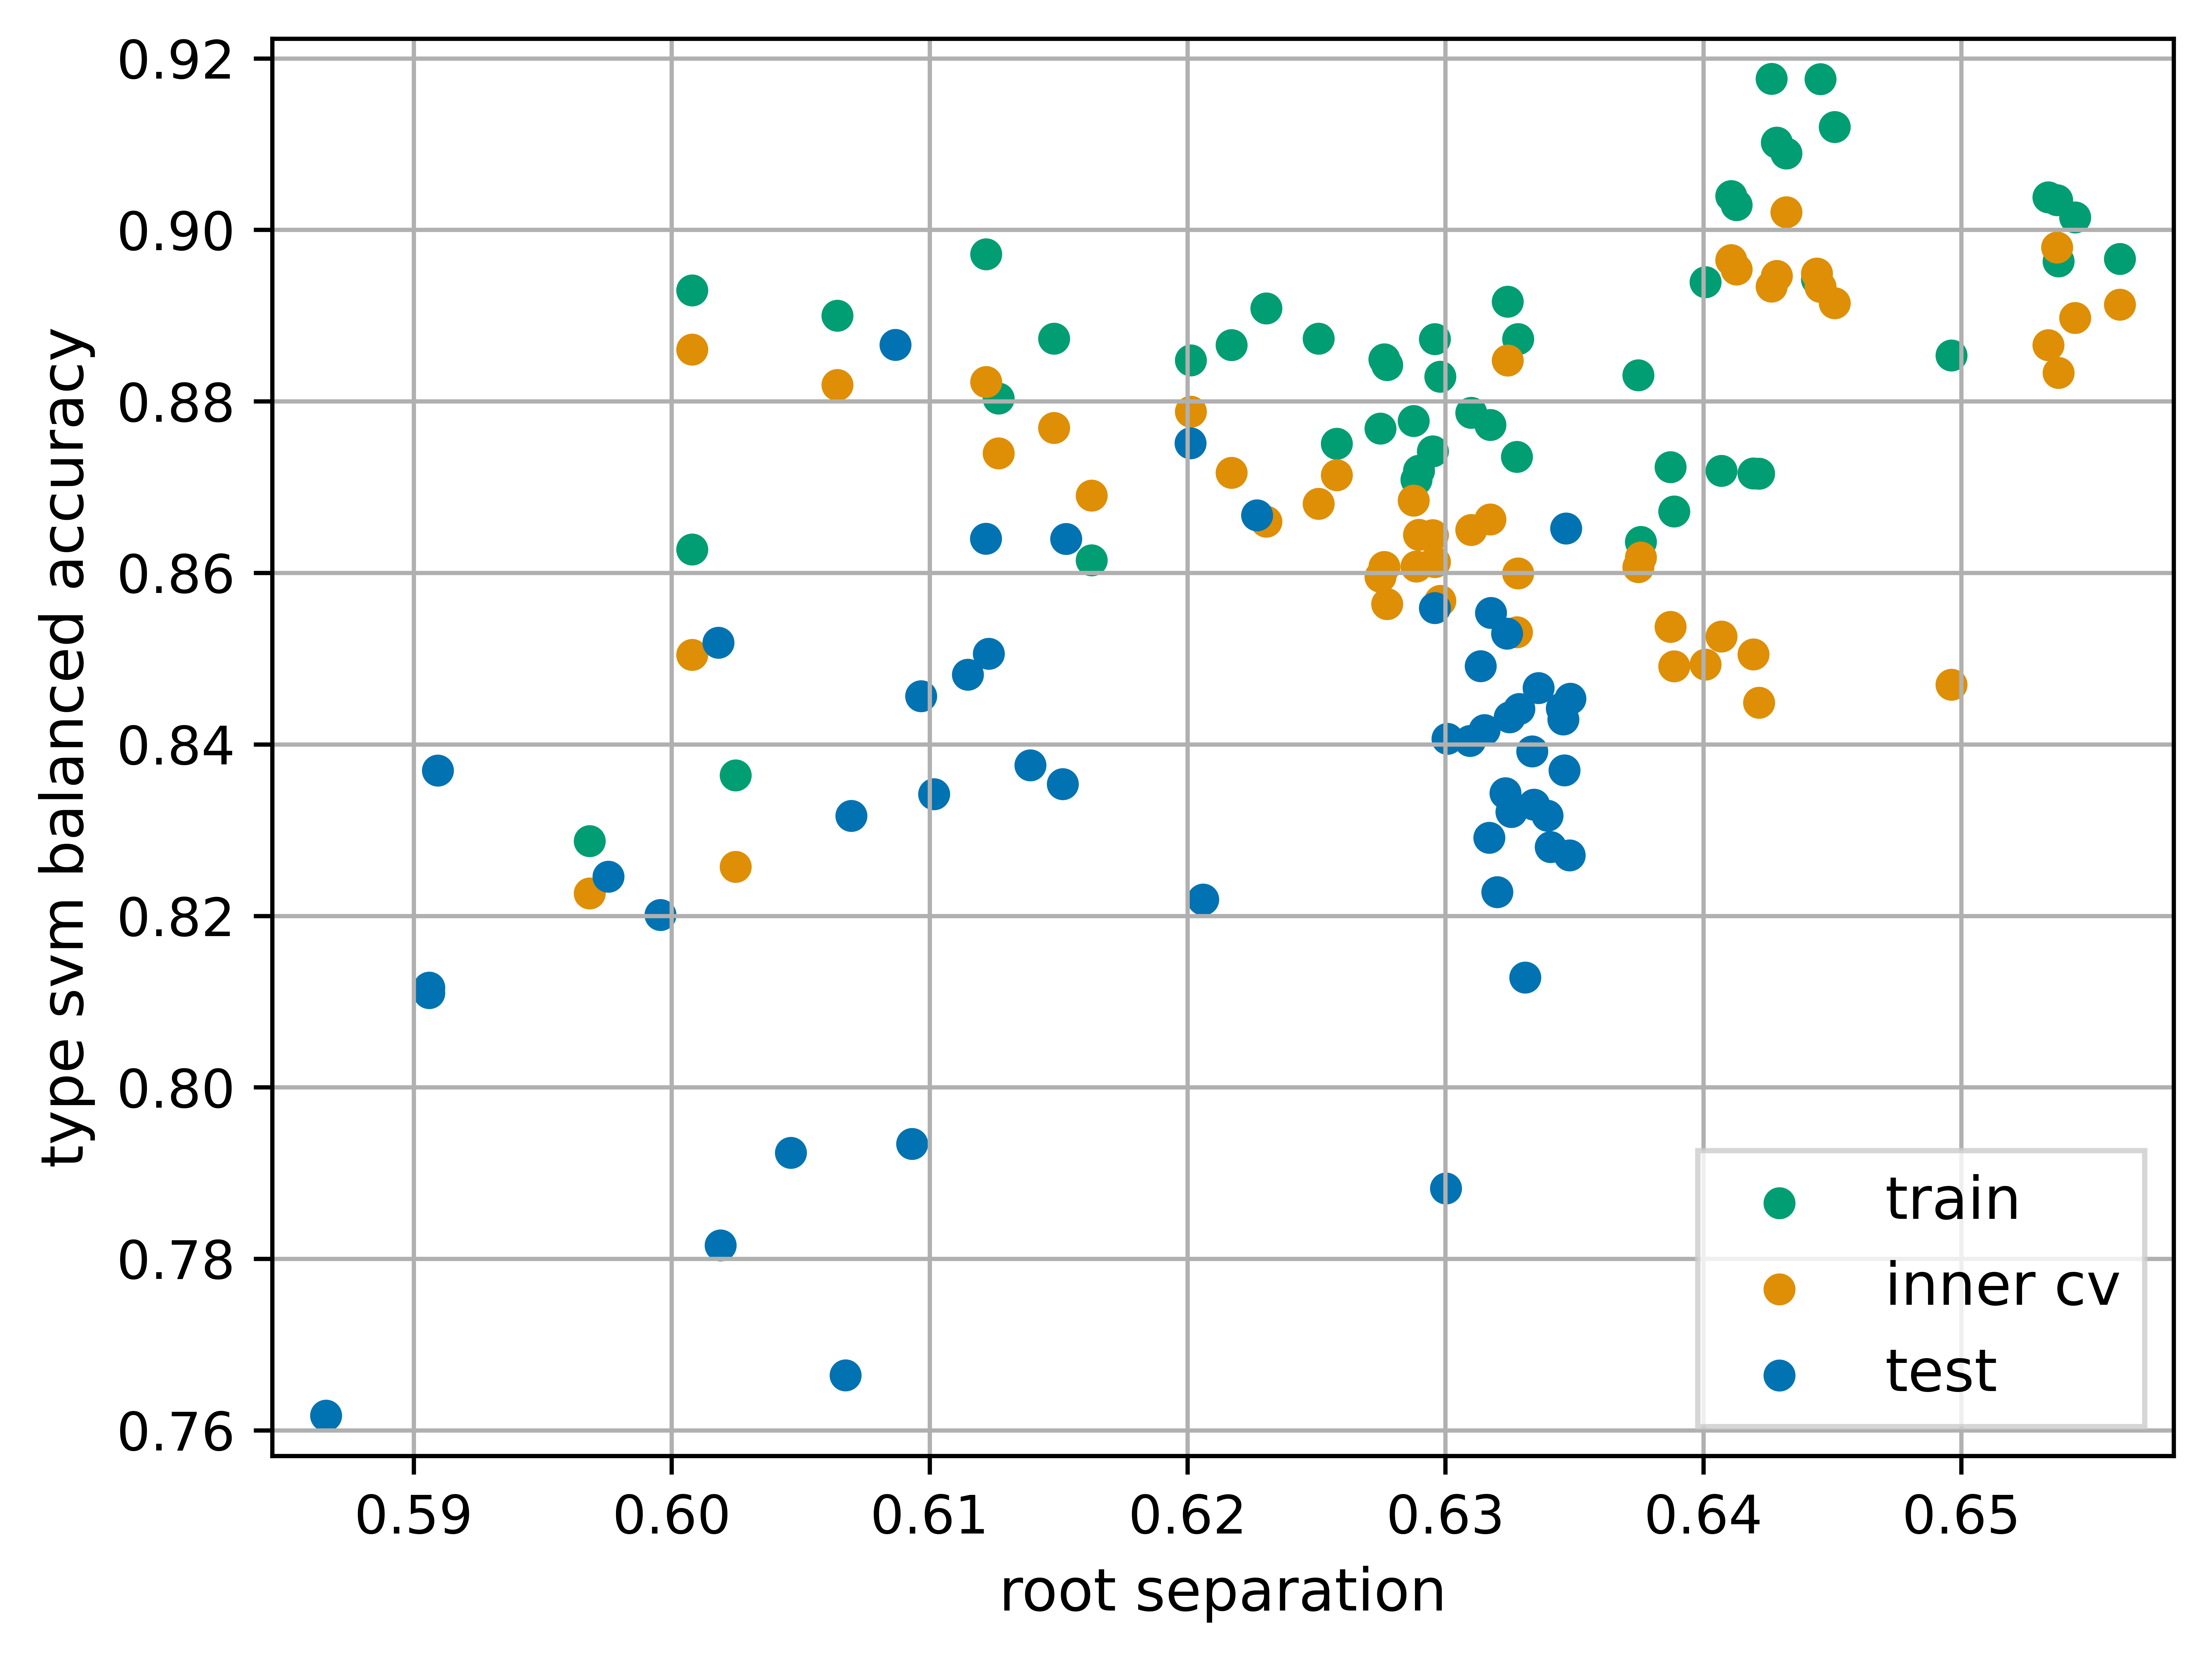 0.92
0.90
0.88
0.86
0.84
0.82
0.80
0.78
0.76
type svm balanced accuracy
train
inner cv
test
0.59 0.60 0.61 0.62 0.63 0.64 0.65
root separation